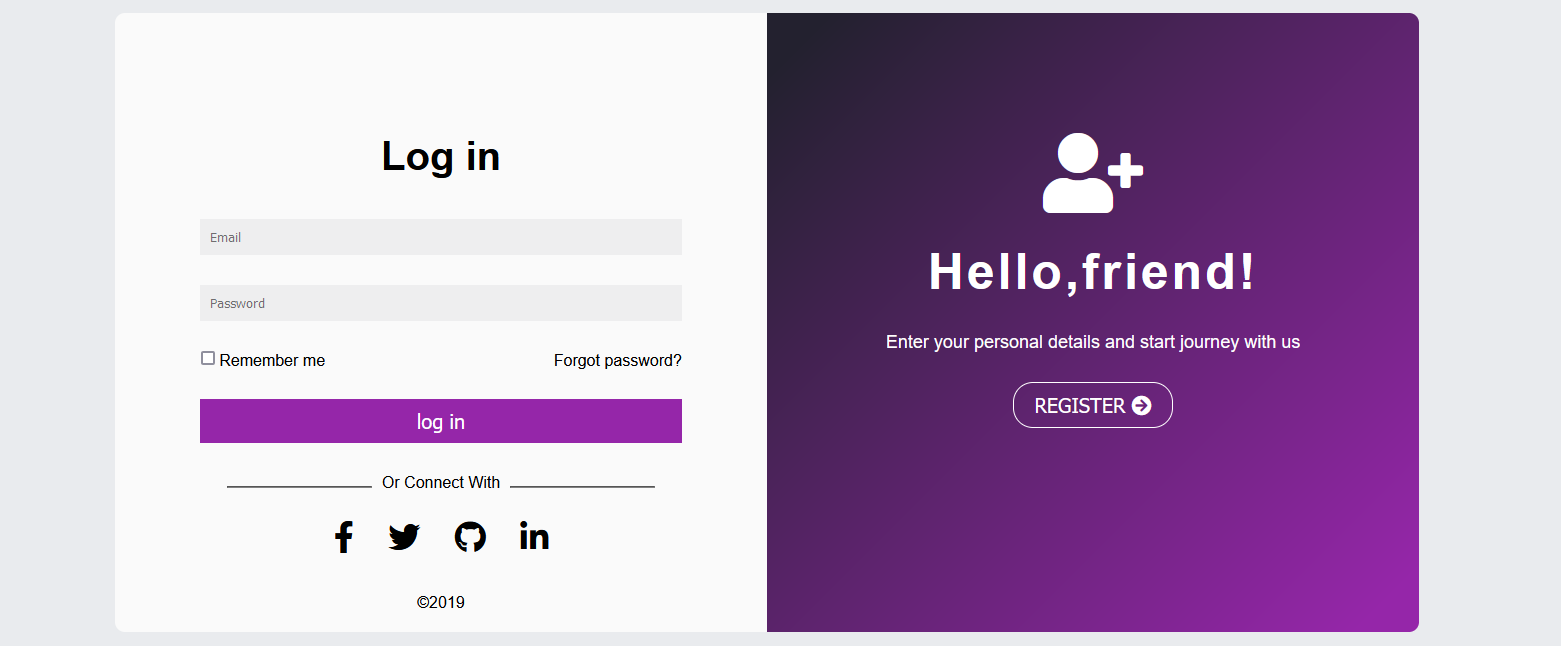 Log in
Email
Password
Remember me
Forgot password?
log in
Or Connect With
©2019
Hello,friend!
Enter your personal details and start journey with us
REGISTER